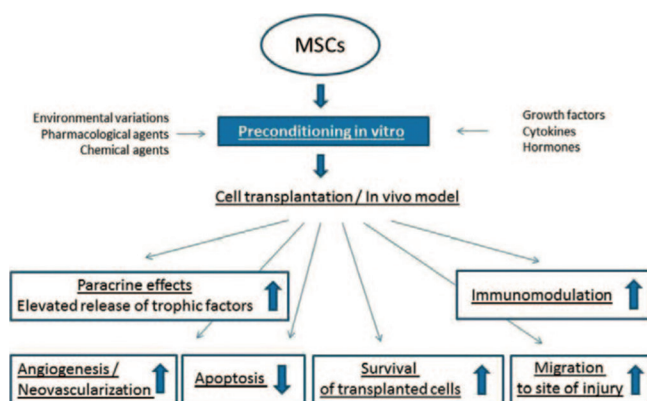 MSCs
Environmental variations
Pharmacological agents
Chemical agents
Preconditioning in vitro
Growth factors
Cytokines
Hormones
Cell transplantation / In vivo model
Paracrine effects
Elevated release of trophic factors
Immunomodulation
Angiogenesis /
Neovascularization
Apoptosis
Survival
of transplanted cells
Migration
to site of injury